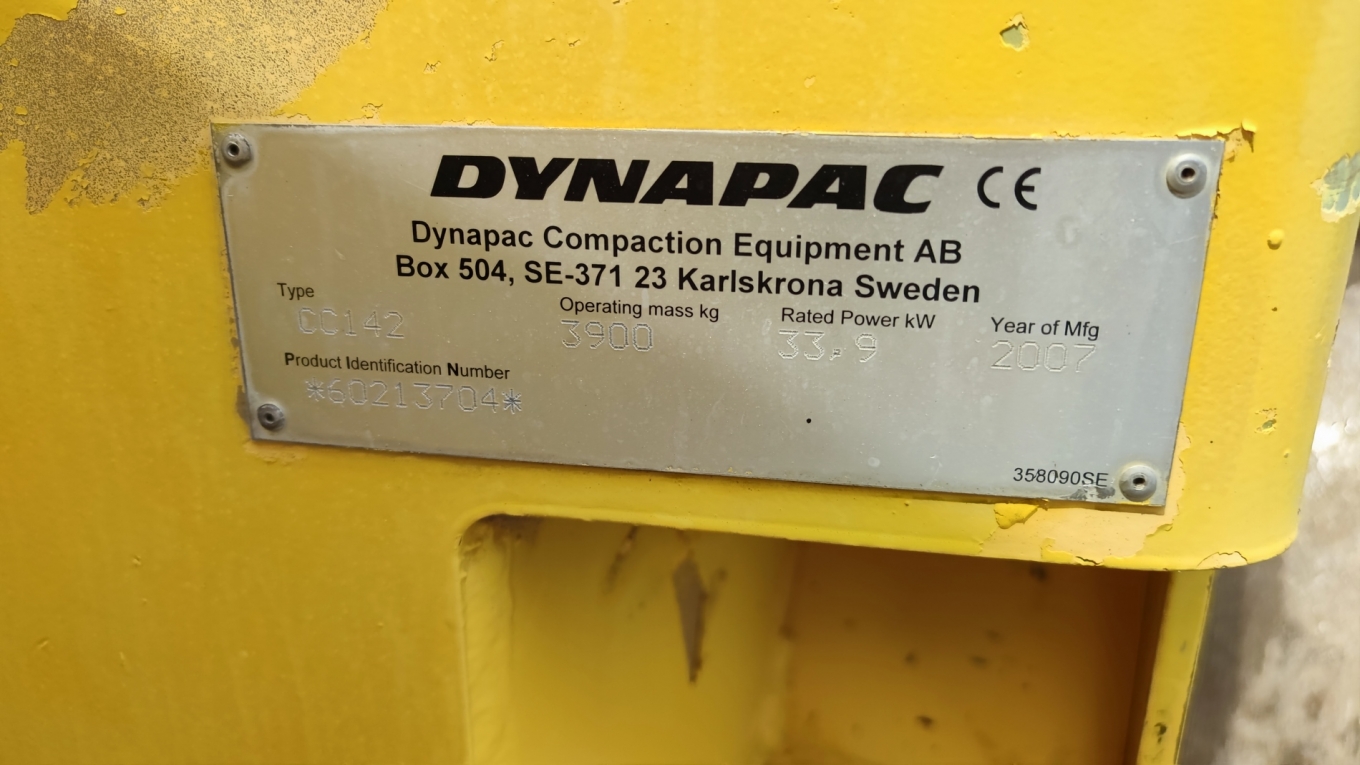 DYNAPAC CE
Dynapac Compaction Equipment AB
Box 504, SE-371 23 Karlskrona Sweden
Type Operating mass kg Rated Power kW Year of Mfg
CC142 3900 33,9 2007
Product Identification Number
*60213704*
358090SE